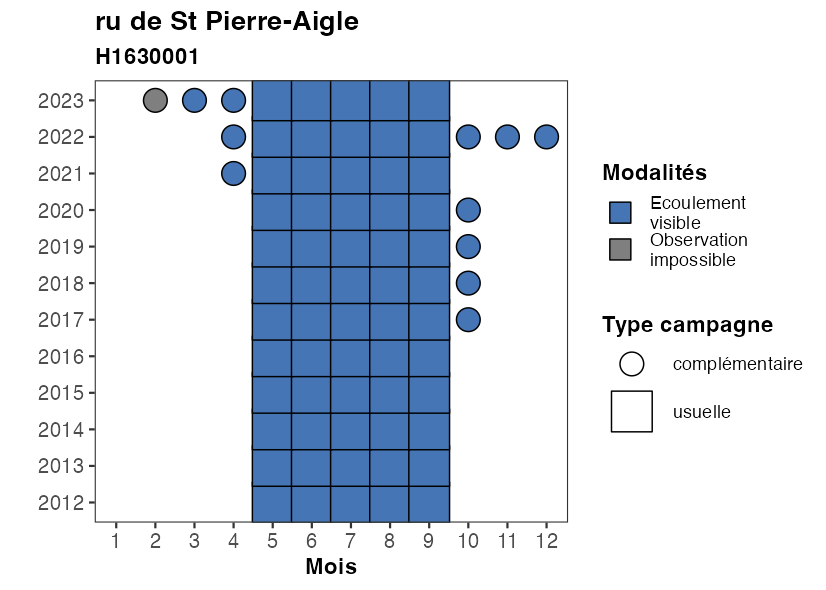 ru de St Pierre-Aigle
H1630001
2023
2022
2021
2020
2019
2018
2017
2016
2015
2014
2013
2012
1 2 3 4 5 6 7 8 9 10 11 12
Mois
Modalités
Ecoulement
visible
Observation
impossible
Type campagne
complémentaire
usuelle